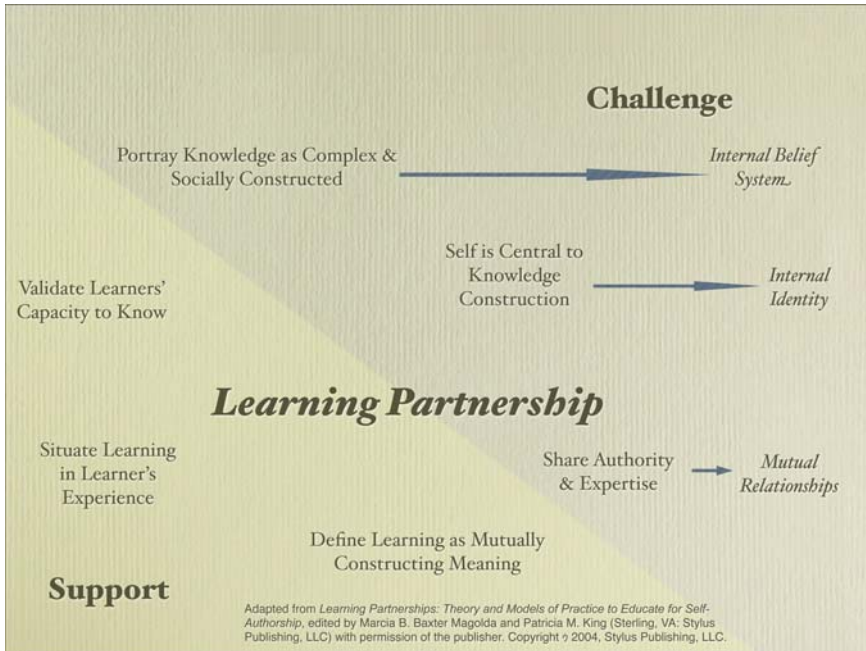 Challenge
Portray Knowledge as Complex &
Socially Constructed
Internal Belief
System
Self is Central to
Knowledge
Construction
Internal
Identity
Validate Learners’
Capacity to Know
Learning Partnership
Situate Learning
in Learner’s
Experience
Share Authority
& Expertise
Mutual
Relationships
Define Learning as Mutually
Constructing Meaning
Support
Adapted from Learning Partnerships: Theory and Models of Practice to Educate for Self-
Authorship, edited by Marcia B. Baxter Magolda and Patricia M. King (Sterling, VA: Stylus
Publishing, LLC) with permission of the publisher. Copyright 2004, Stylus Publishing, LLC.